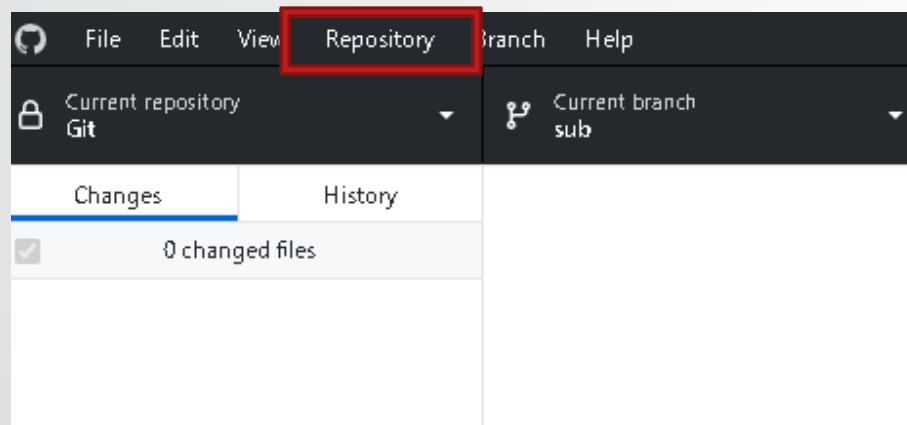 File Edit View Repository Branch Help
Current repository Current branch
Git sub
Changes History
0 changed files